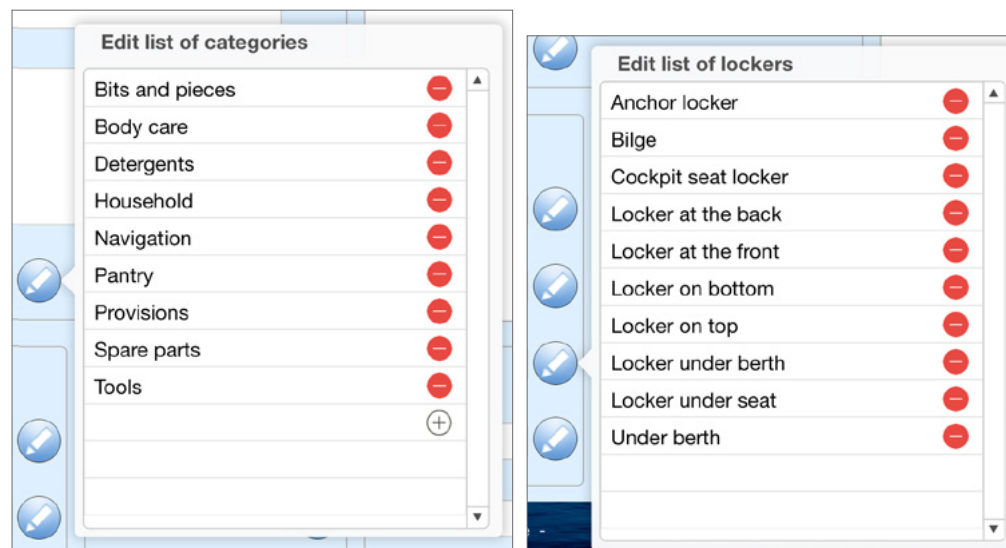 Edit list of categories
Bits and pieces
Body care
Detergents
Household
Navigation
Pantry
Provisions
Spare parts
Tools
Edit list of lockers
Anchor locker
Bilge
Cockpit seat locker
Locker at the back
Locker at the front
Locker on bottom
Locker on top
Locker under berth
Locker under seat
Under berth